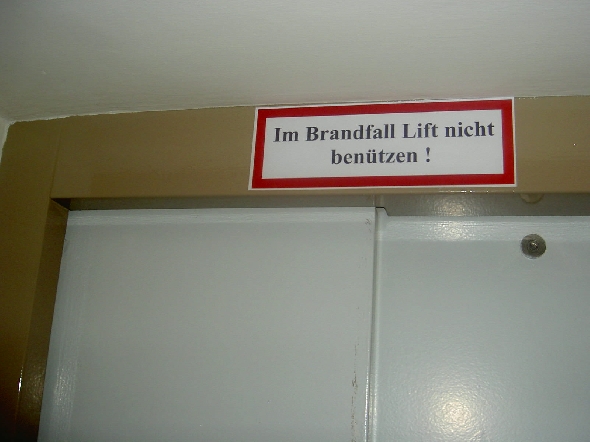 Im Brandfall Lift nicht
benützen !